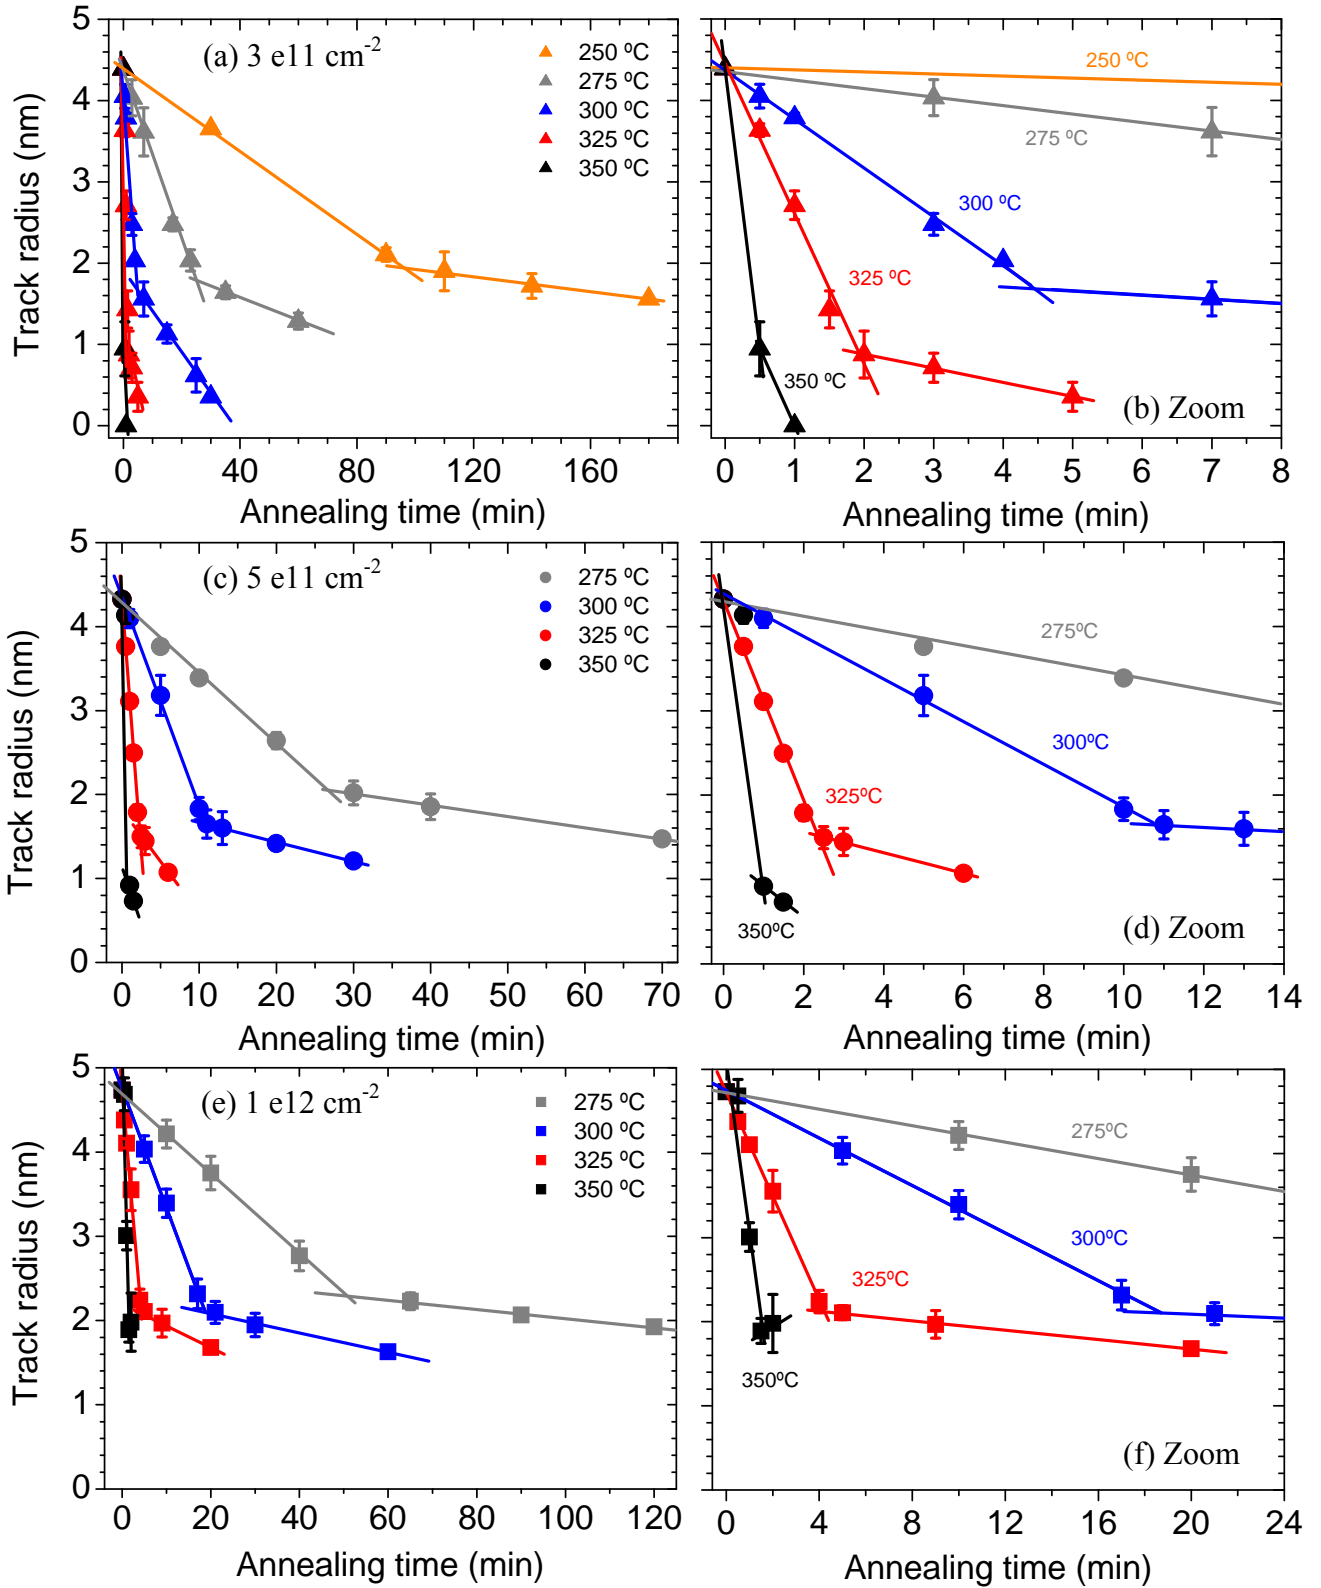 (a) 3 e11 cm⁻²
250 ºC
275 ºC
300 ºC
325 ºC
350 ºC
Track radius (nm)
5
4
3
2
1
0
0 40 80 120 160
Annealing time (min)
250 ºC
275 ºC
300 ºC
325 ºC
350 ºC
(b) Zoom
0 1 2 3 4 5 6 7 8
Annealing time (min)
(c) 5 e11 cm⁻²
275 ºC
300 ºC
325 ºC
350 ºC
Track radius (nm)
5
4
3
2
1
0
0 10 20 30 40 50 60 70
Annealing time (min)
275ºC
300ºC
325ºC
350ºC
(d) Zoom
0 2 4 6 8 10 12 14
Annealing time (min)
(e) 1 e12 cm⁻²
275 ºC
300 ºC
325 ºC
350 ºC
Track radius (nm)
5
4
3
2
1
0
0 20 40 60 80 100 120
Annealing time (min)
275ºC
300ºC
325ºC
350ºC
(f) Zoom
0 4 8 12 16 20 24
Annealing time (min)